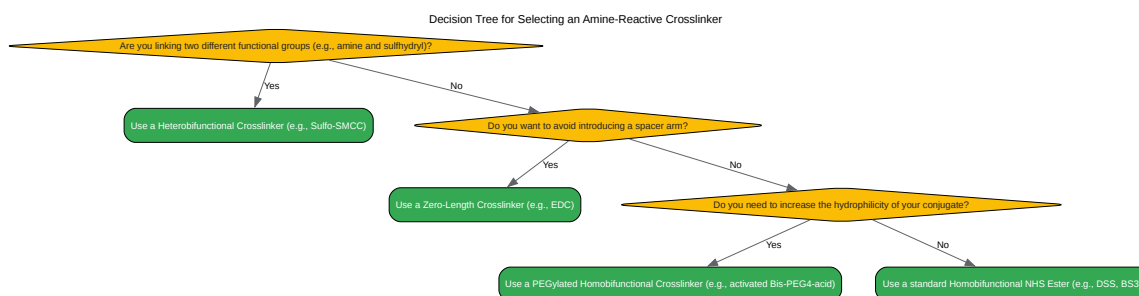 Decision Tree for Selecting an Amine-Reactive Crosslinker
Are you linking two different functional groups (e.g., amine and sulfhydryl)?
Yes
No
Use a Heterobifunctional Crosslinker (e.g., Sulfo-SMCC)
Do you want to avoid introducing a spacer arm?
Yes
No
Use a Zero-Length Crosslinker (e.g., EDC)
Do you need to increase the hydrophilicity of your conjugate?
Yes
No
Use a PEGylated Homobifunctional Crosslinker (e.g., activated Bis-PEG4-acid)
Use a standard Homobifunctional NHS Ester (e.g., DSS, BS3